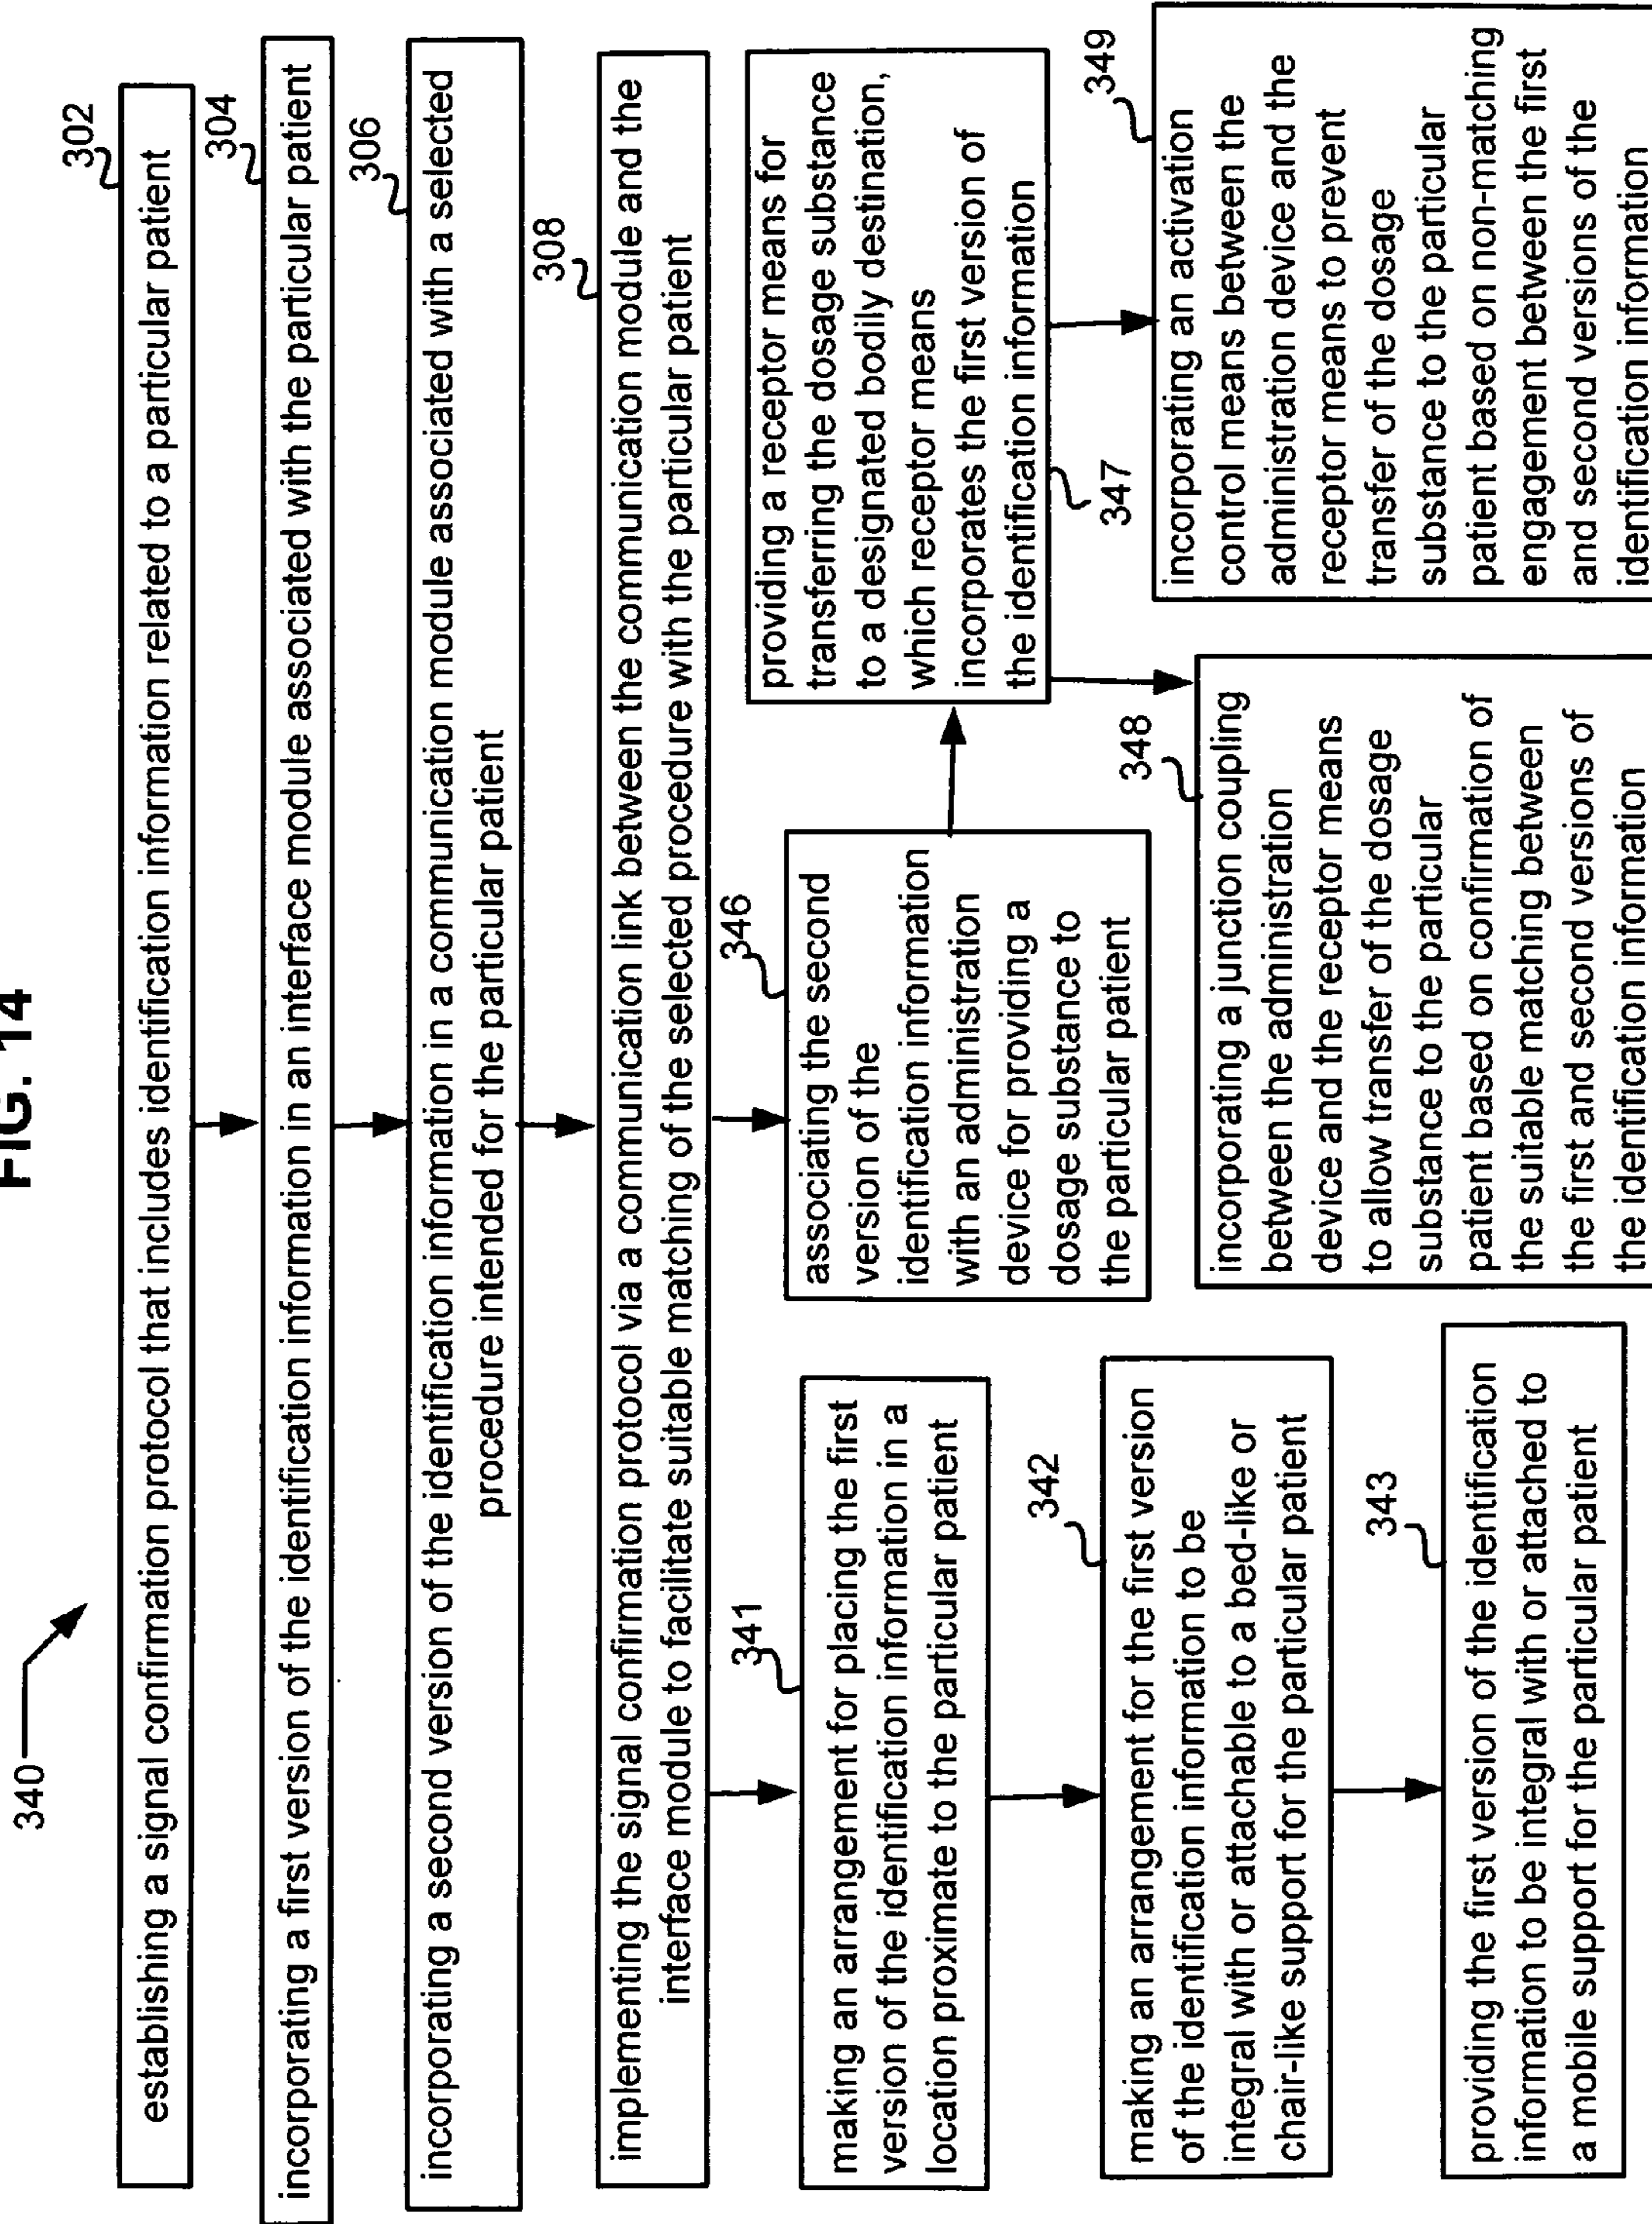 FIG. 14
340
302
establishing a signal confirmation protocol that includes identification information related to a particular patient
304
incorporating a first version of the identification information in an interface module associated with the particular patient
306
incorporating a second version of the identification information in a communication module associated with a selected
procedure intended for the particular patient
308
implementing the signal confirmation protocol via a communication link between the communication module and the
interface module to facilitate suitable matching of the selected procedure with the particular patient
341
making an arrangement for placing the first
version of the identification information in a
location proximate to the particular patient
342
making an arrangement for the first version
of the identification information to be
integral with or attachable to a bed-like or
chair-like support for the particular patient
343
providing the first version of the identification
information to be integral with or attached to
a mobile support for the particular patient
346
associating the second
version of the
identification information
with an administration
device for providing a
dosage substance to
the particular patient
providing a receptor means for
transferring the dosage substance
to a designated bodily destination,
which receptor means
incorporates the first version of
the identification information
347
348
incorporating a junction coupling
between the administration
device and the receptor means
to allow transfer of the dosage
substance to the particular
patient based on confirmation of
the suitable matching between
the first and second versions of
the identification information
349
incorporating an activation
control means between the
administration device and the
receptor means to prevent
transfer of the dosage
substance to the particular
patient based on non-matching
engagement between the first
and second versions of the
identification information